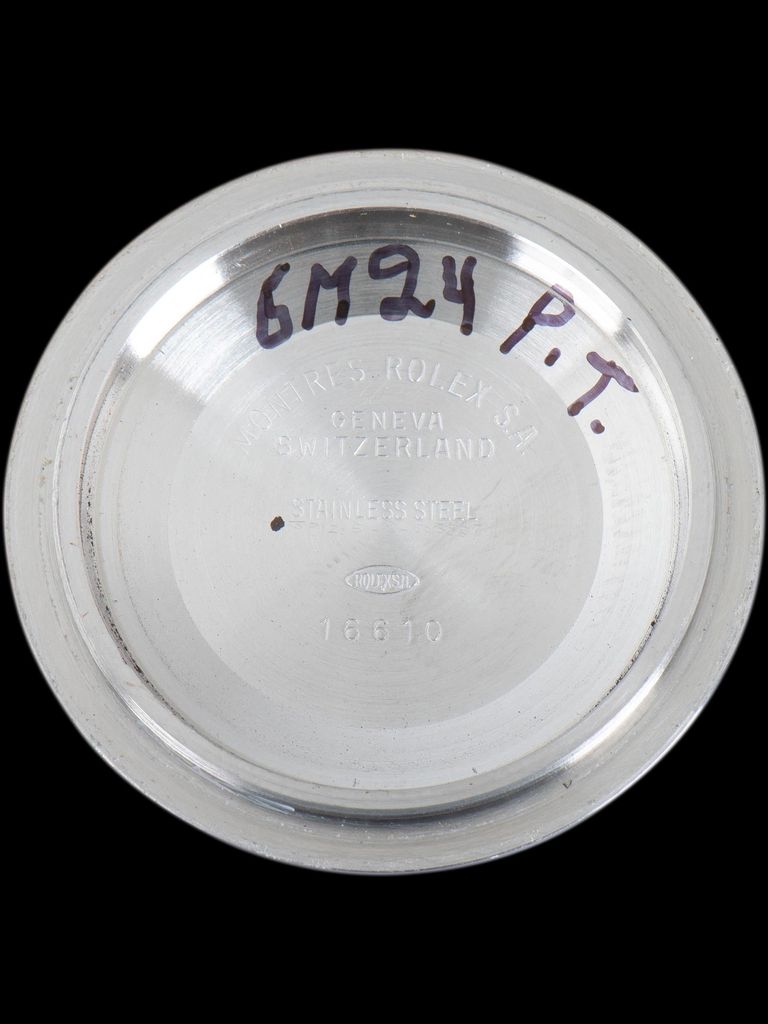 6M24 P.T.
MONTRES ROLEX S.A.
GENEVA
SWITZERLAND
STAINLESS STEEL
ROLEX S.A.
16610